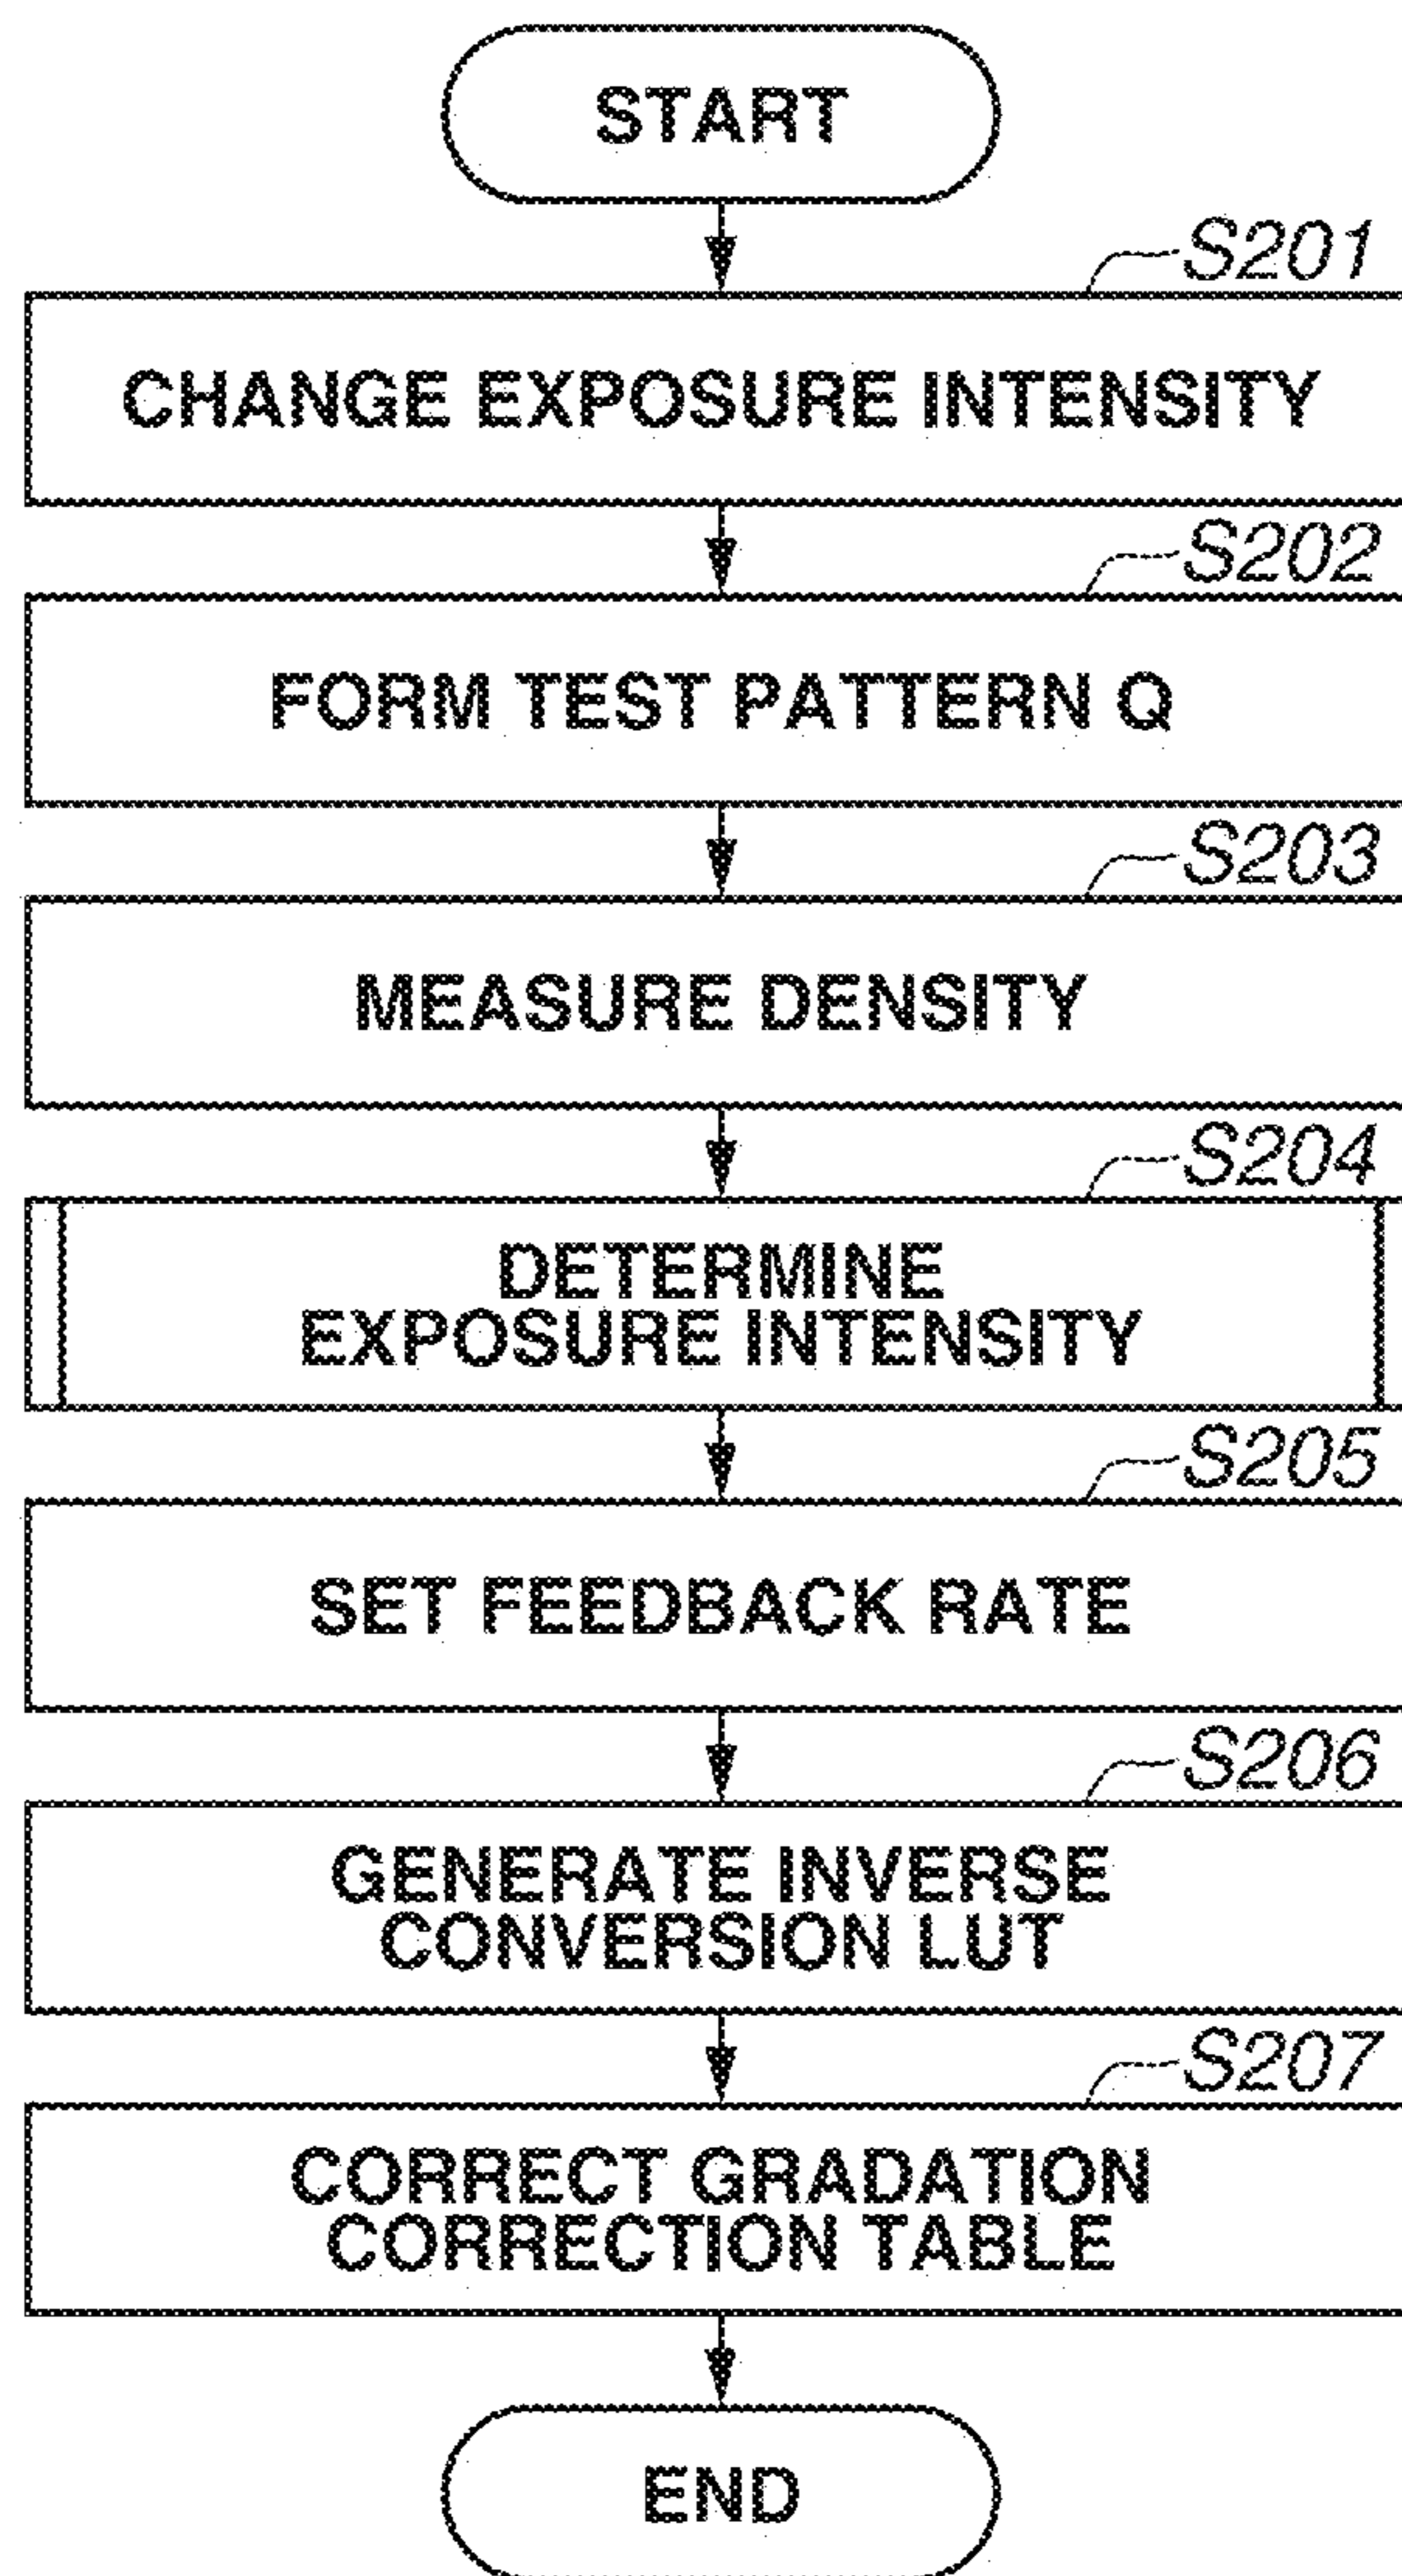 START
S201
CHANGE EXPOSURE INTENSITY
S202
FORM TEST PATTERN Q
S203
MEASURE DENSITY
S204
DETERMINE
EXPOSURE INTENSITY
S205
SET FEEDBACK RATE
S206
GENERATE INVERSE
CONVERSION LUT
S207
CORRECT GRADATION
CORRECTION TABLE
END